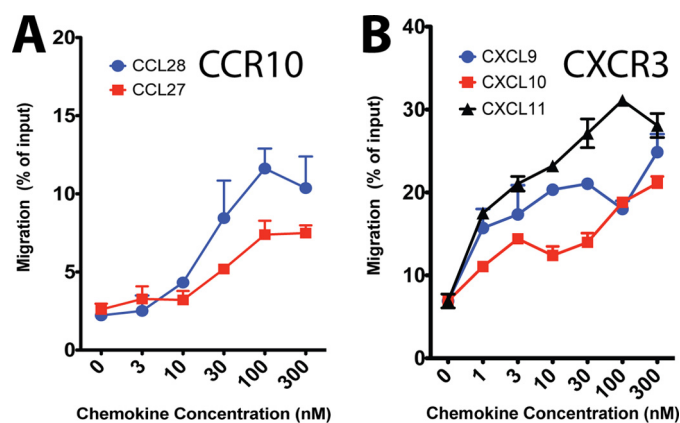 A
CCR10
CCL28
CCL27
Migration (% of input)
20
15
10
5
0
0 3 10 30 100 300
Chemokine Concentration (nM)
B
CXCR3
CXCL9
CXCL10
CXCL11
Migration (% of input)
40
30
20
10
0
0 1 3 10 30 100 300
Chemokine Concentration (nM)